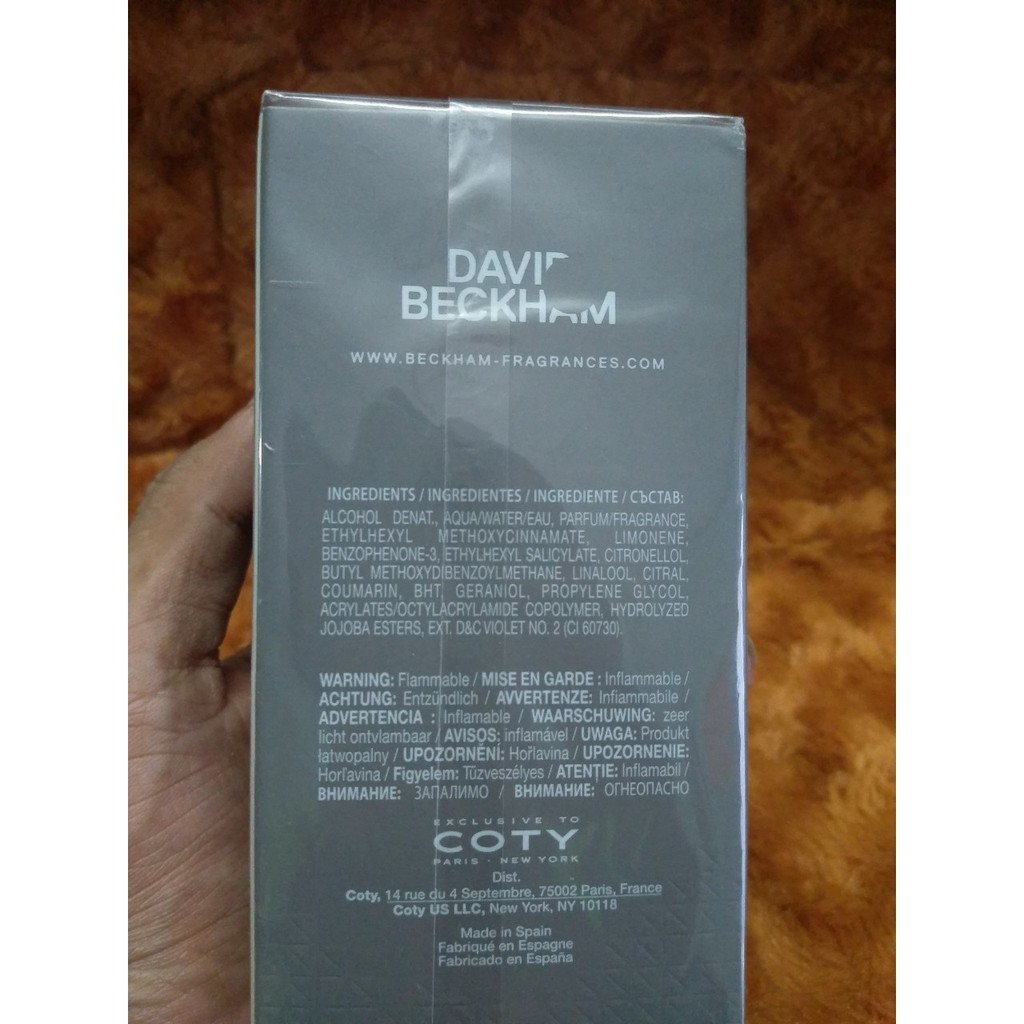 DAVID
BECKHAM
WWW.BECKHAM-FRAGRANCES.COM
INGREDIENTS / INGREDIENTES / INGREDIENTE / СЪСТАВ:
ALCOHOL DENAT., AQUA/WATER/EAU, PARFUM/FRAGRANCE,
ETHYLHEXYL METHOXYCINNAMATE, LIMONENE,
BENZOPHENONE-3, ETHYLHEXYL SALICYLATE, CITRONELLOL,
BUTYL METHOXYDIBENZOYLMETHANE, LINALOOL, CITRAL,
COUMARIN, BHT, GERANIOL, PROPYLENE GLYCOL,
ACRYLATES/OCTYLACRYLAMIDE COPOLYMER, HYDROLYZED
JOJOBA ESTERS, EXT. D&C VIOLET NO. 2 (CI 60730).
WARNING: Flammable / MISE EN GARDE : Inflammable /
ACHTUNG: Entzündlich / AVVERTENZE: Infiammabile /
ADVERTENCIA : Inflamable / WAARSCHUWING: zeer
licht ontvlambaar / AVISOS: inflamável / UWAGA: Produkt
łatwopalny / UPOZORNĚNÍ: Hořlavina / UPOZORNENIE:
Horľavina / Figyelem: Tűzveszélyes / ATENŢIE: Inflamabil /
ВНИМАНИЕ: ЗАПАЛИМО / ВНИМАНИЕ: ОГНЕОПАСНО
EXCLUSIVE TO
COTY
PARIS · NEW YORK
Dist.
Coty, 14 rue du 4 Septembre, 75002 Paris, France
Coty US LLC, New York, NY 10118
Made in Spain
Fabriqué en Espagne
Fabricado en España